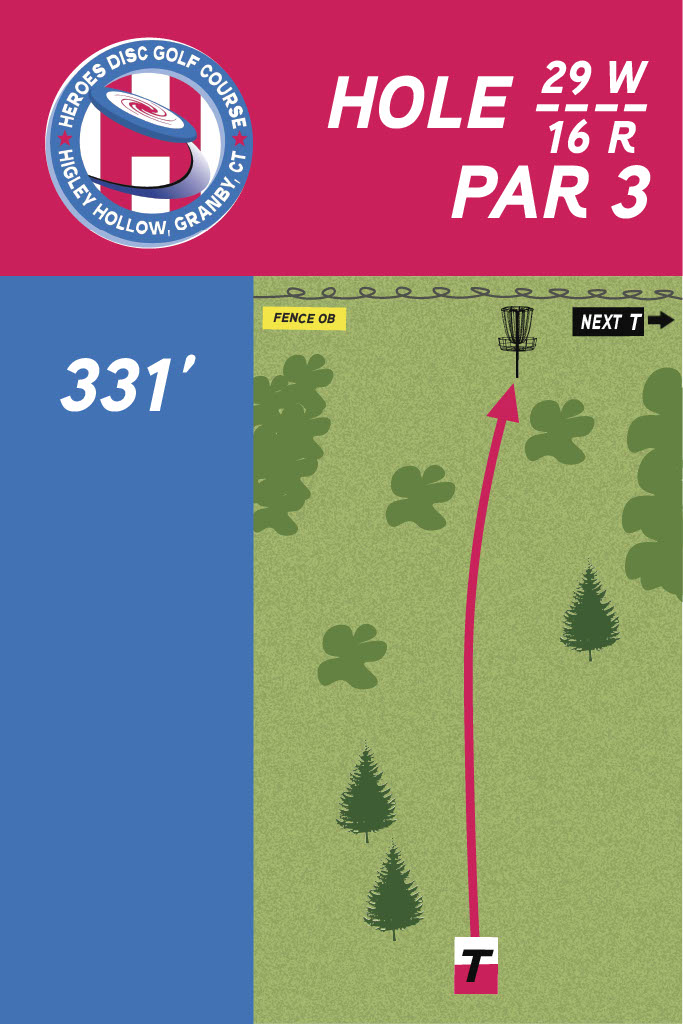 HEROES DISC GOLF COURSE
HIGLEY HOLLOW, GRANBY, CT
HOLE 29 W
16 R
PAR 3
331’
FENCE OB
NEXT T
T